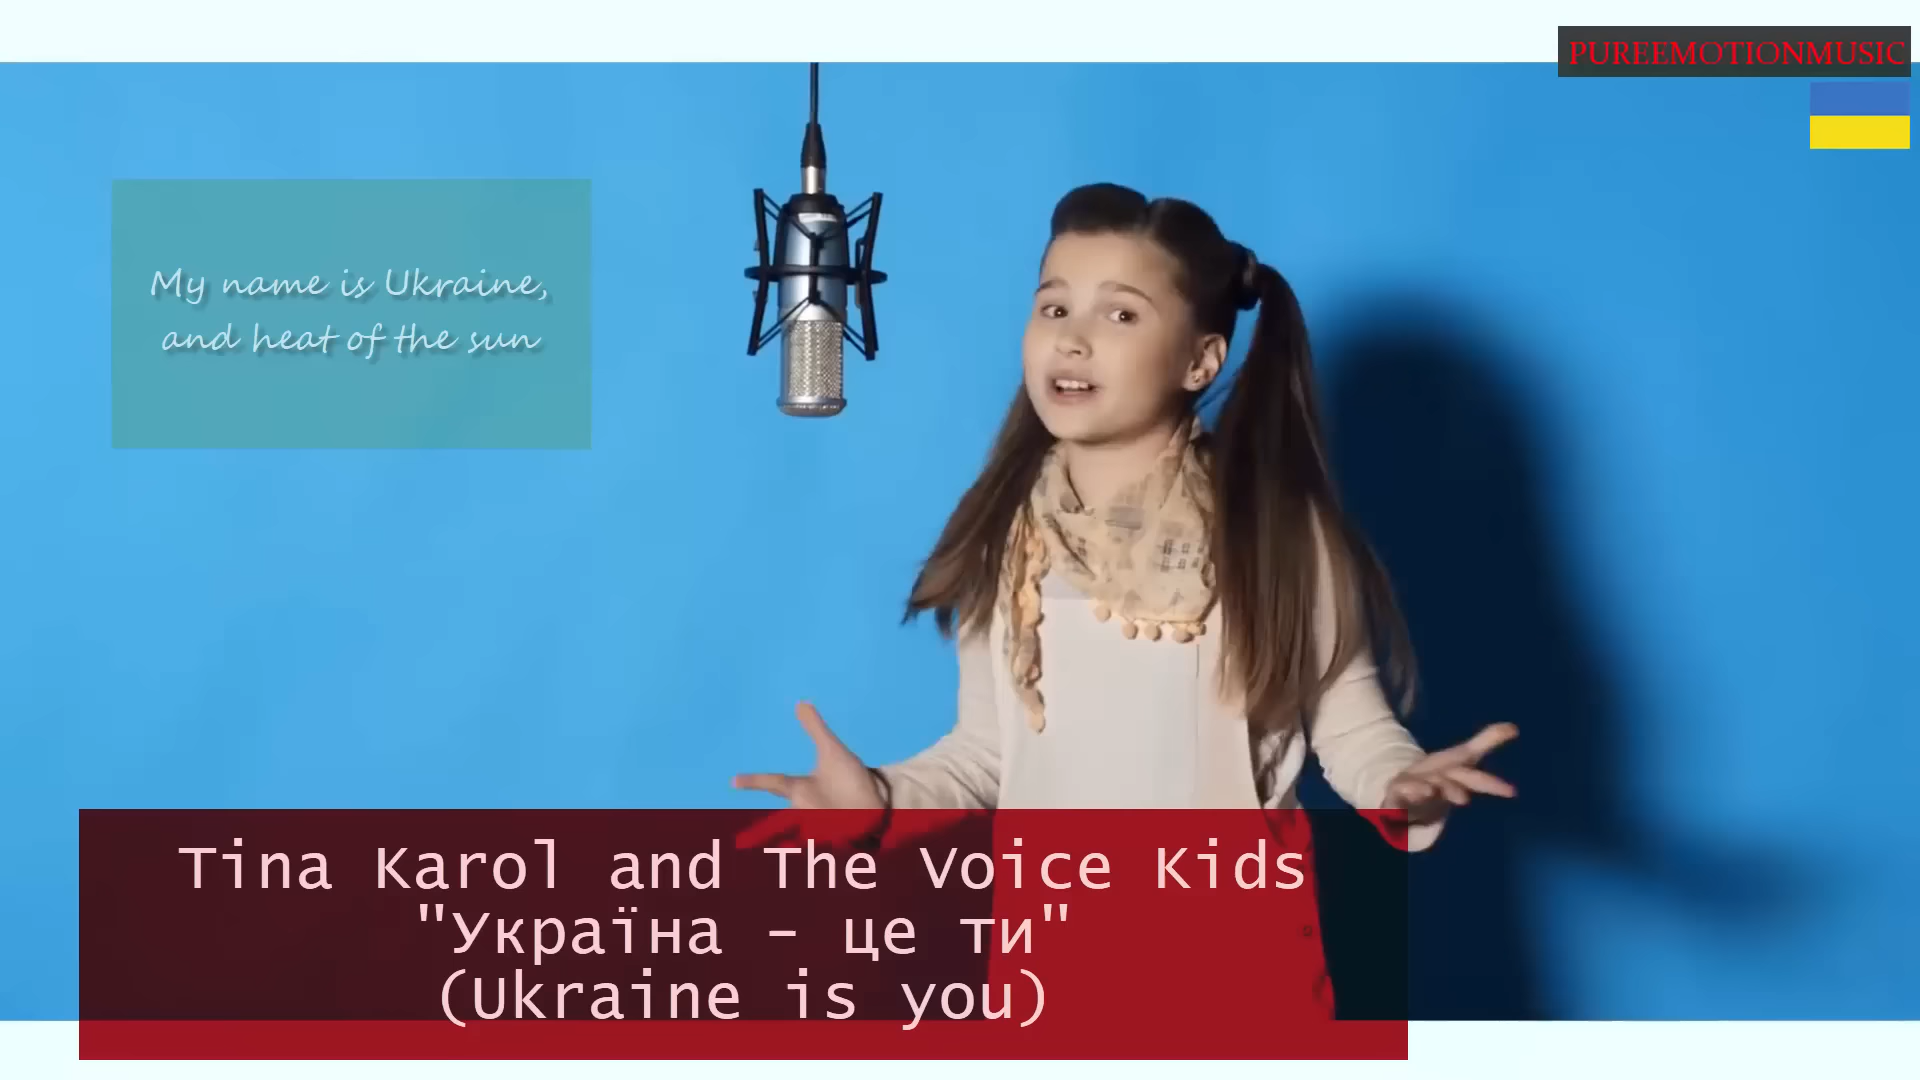 PUREEMOTIONMUSIC
My name is Ukraine,
and heat of the sun
Tina Karol and The Voice Kids
"Україна - це ти"
(Ukraine is you)